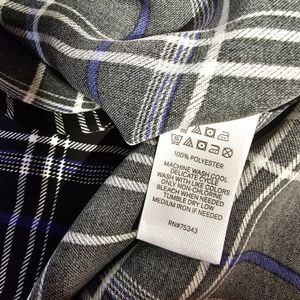 100% POLYESTER
MACHINE WASH COOL
DELICATE CYCLE
WASH WITH LIKE COLORS
ONLY NON-CHLORINE
BLEACH WHEN NEEDED
TUMBLE DRY LOW
MEDIUM IRON IF NEEDED
RN#75343